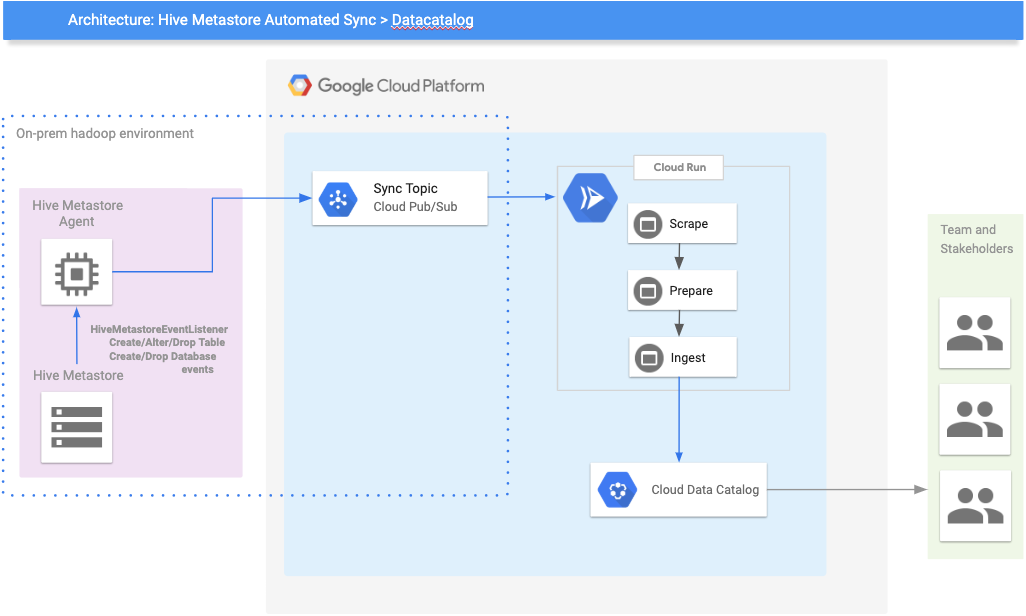 Architecture: Hive Metastore Automated Sync > Datacatalog
Google Cloud Platform
On-prem hadoop environment
Hive Metastore
Agent
HiveMetastoreEventListener
Create/Alter/Drop Table
Create/Drop Database
events
Hive Metastore
Sync Topic
Cloud Pub/Sub
Cloud Run
Scrape
Prepare
Ingest
Cloud Data Catalog
Team and
Stakeholders